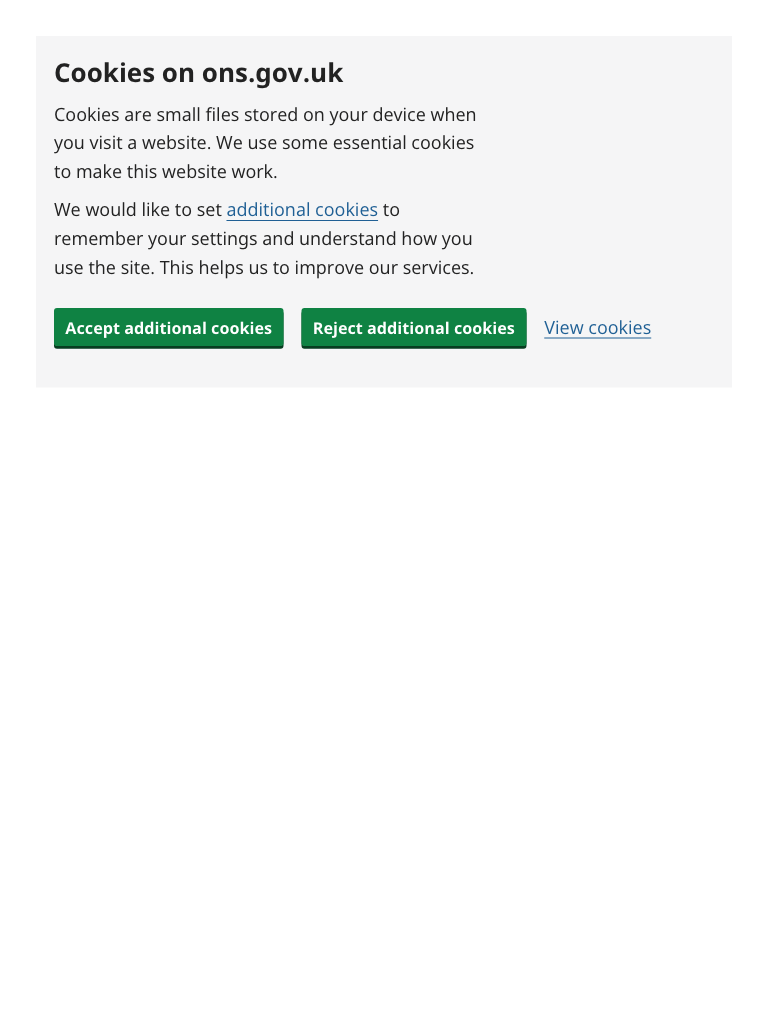 Cookies on ons.gov.uk
Cookies are small files stored on your device when
you visit a website. We use some essential cookies
to make this website work.
We would like to set additional cookies to
remember your settings and understand how you
use the site. This helps us to improve our services.
Accept additional cookies Reject additional cookies View cookies